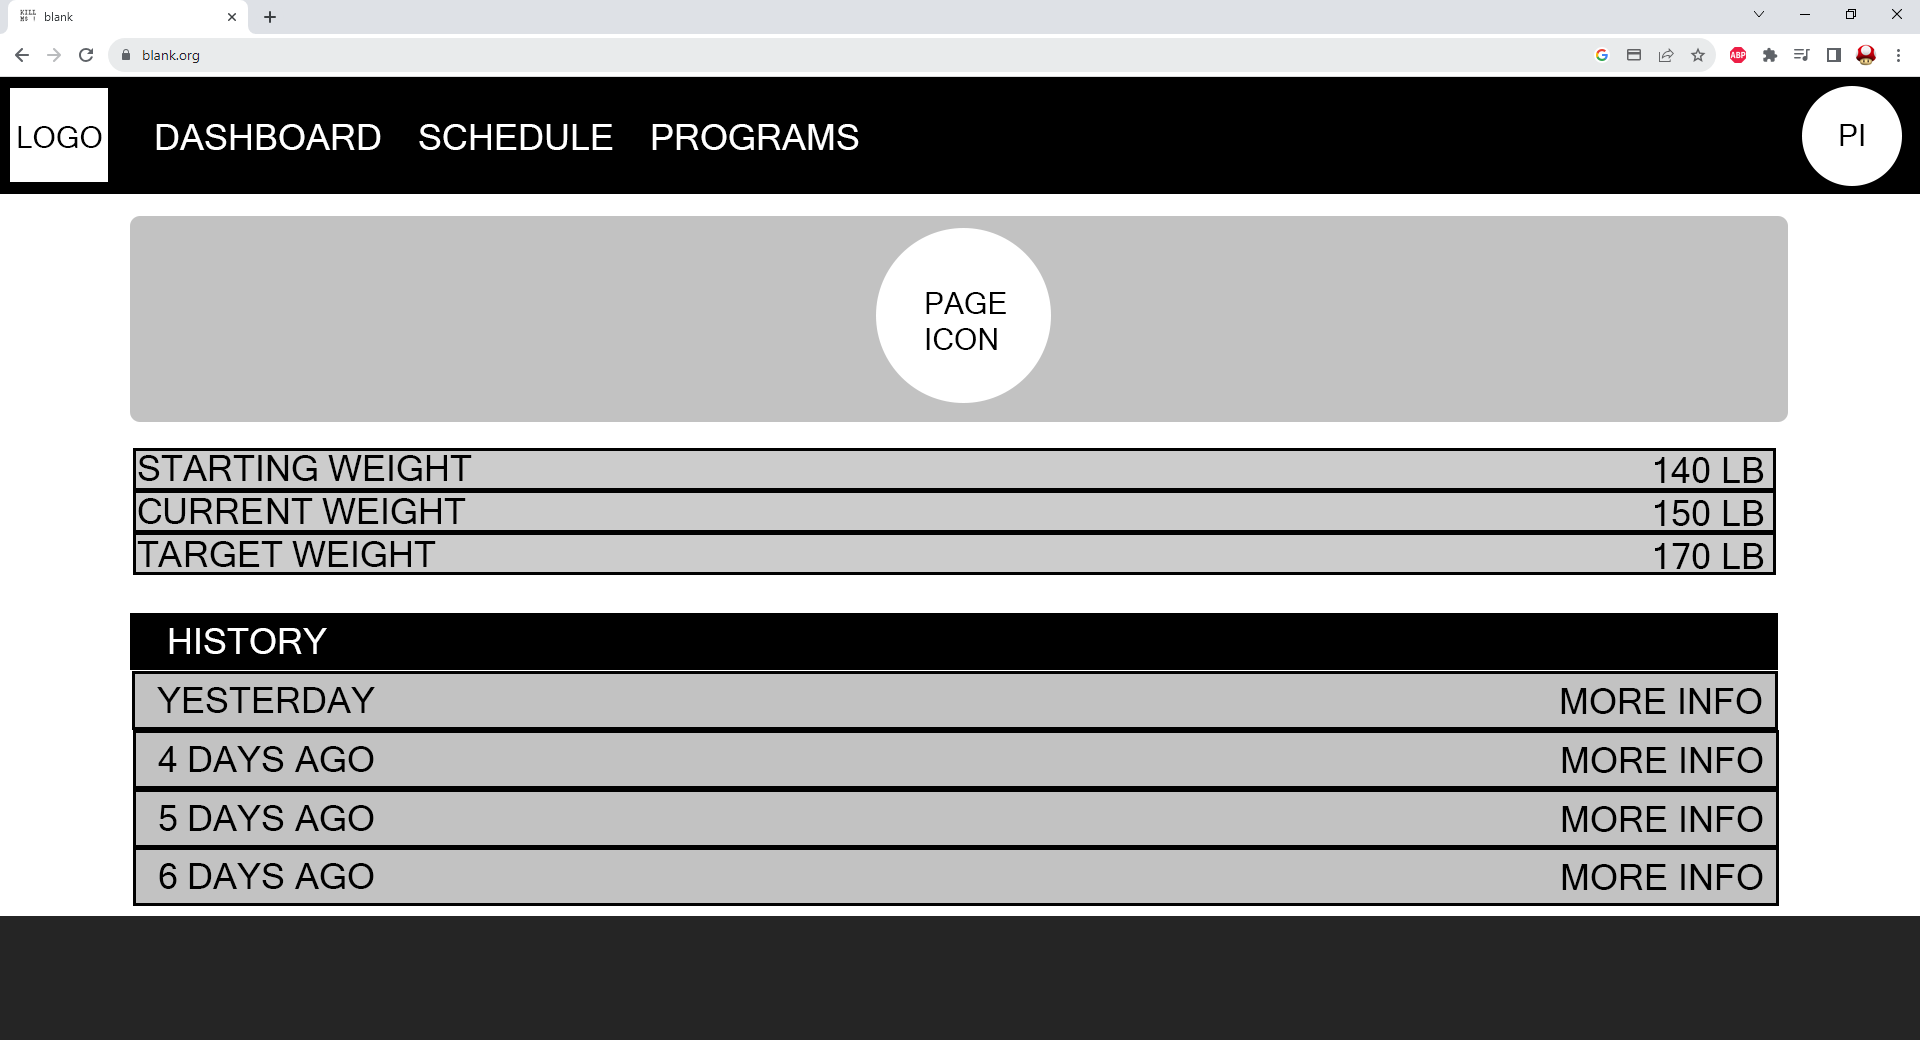 KILL
blank
blank.org
ABP
LOGO DASHBOARD SCHEDULE PROGRAMS PI
PAGE
ICON
STARTING WEIGHT 140 LB
CURRENT WEIGHT 150 LB
TARGET WEIGHT 170 LB
HISTORY
YESTERDAY MORE INFO
4 DAYS AGO MORE INFO
5 DAYS AGO MORE INFO
6 DAYS AGO MORE INFO